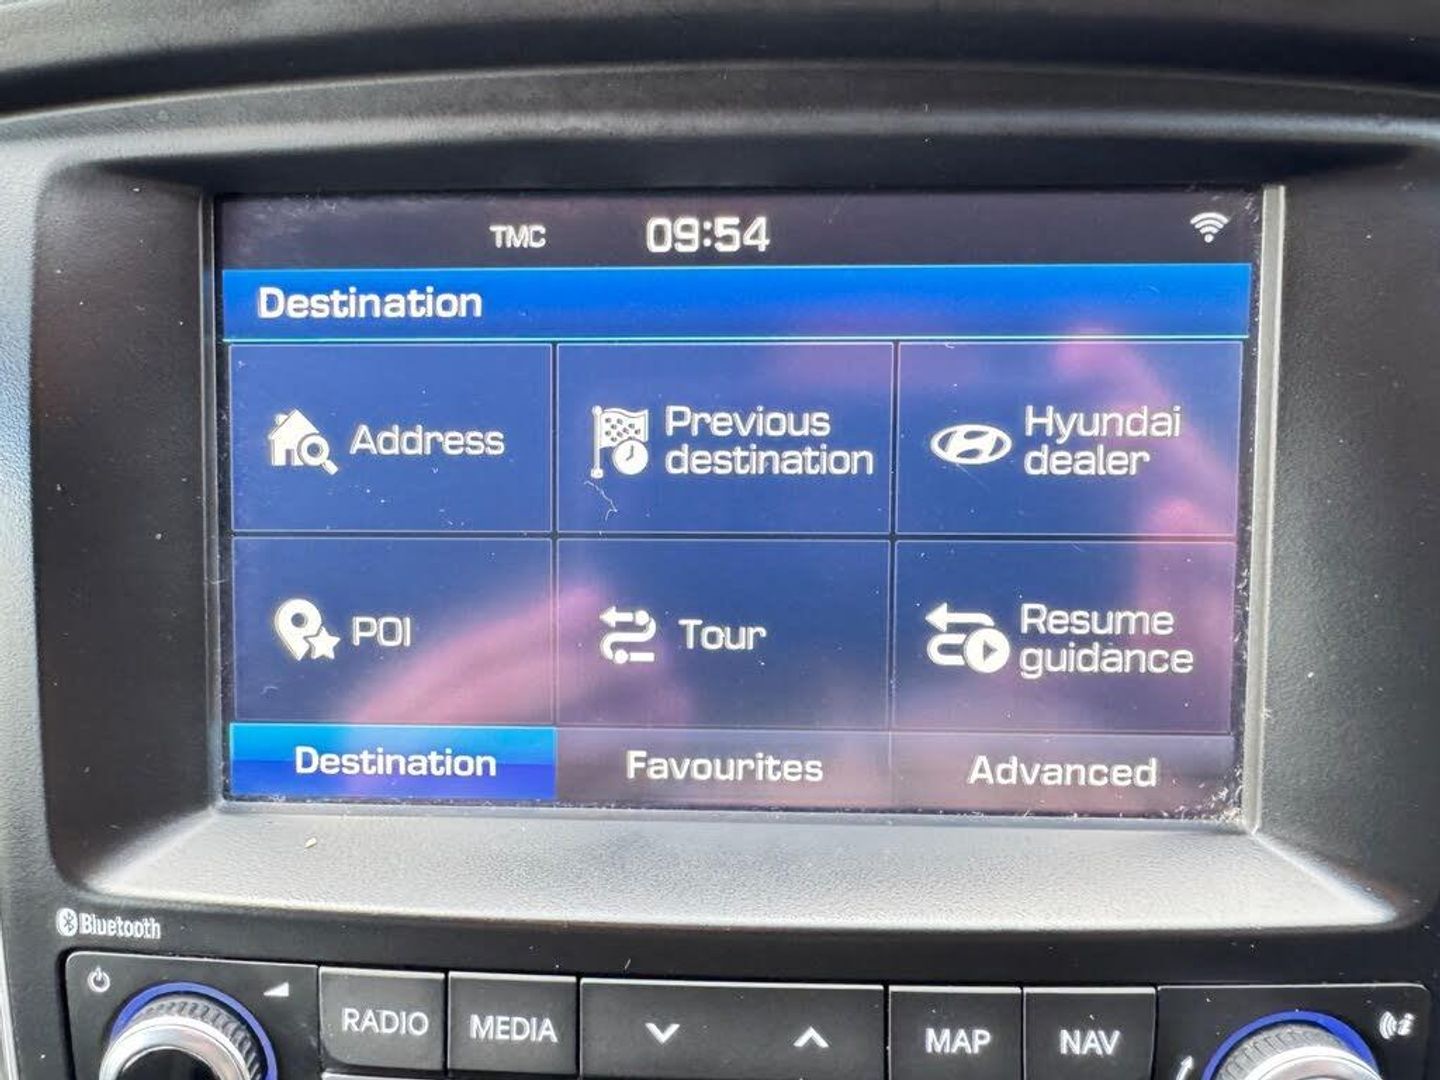 TMC 09:54
Destination
Address
Previous
destination
Hyundai
dealer
POI
Tour
Resume
guidance
Destination
Favourites
Advanced
Bluetooth
RADIO
MEDIA
MAP
NAV